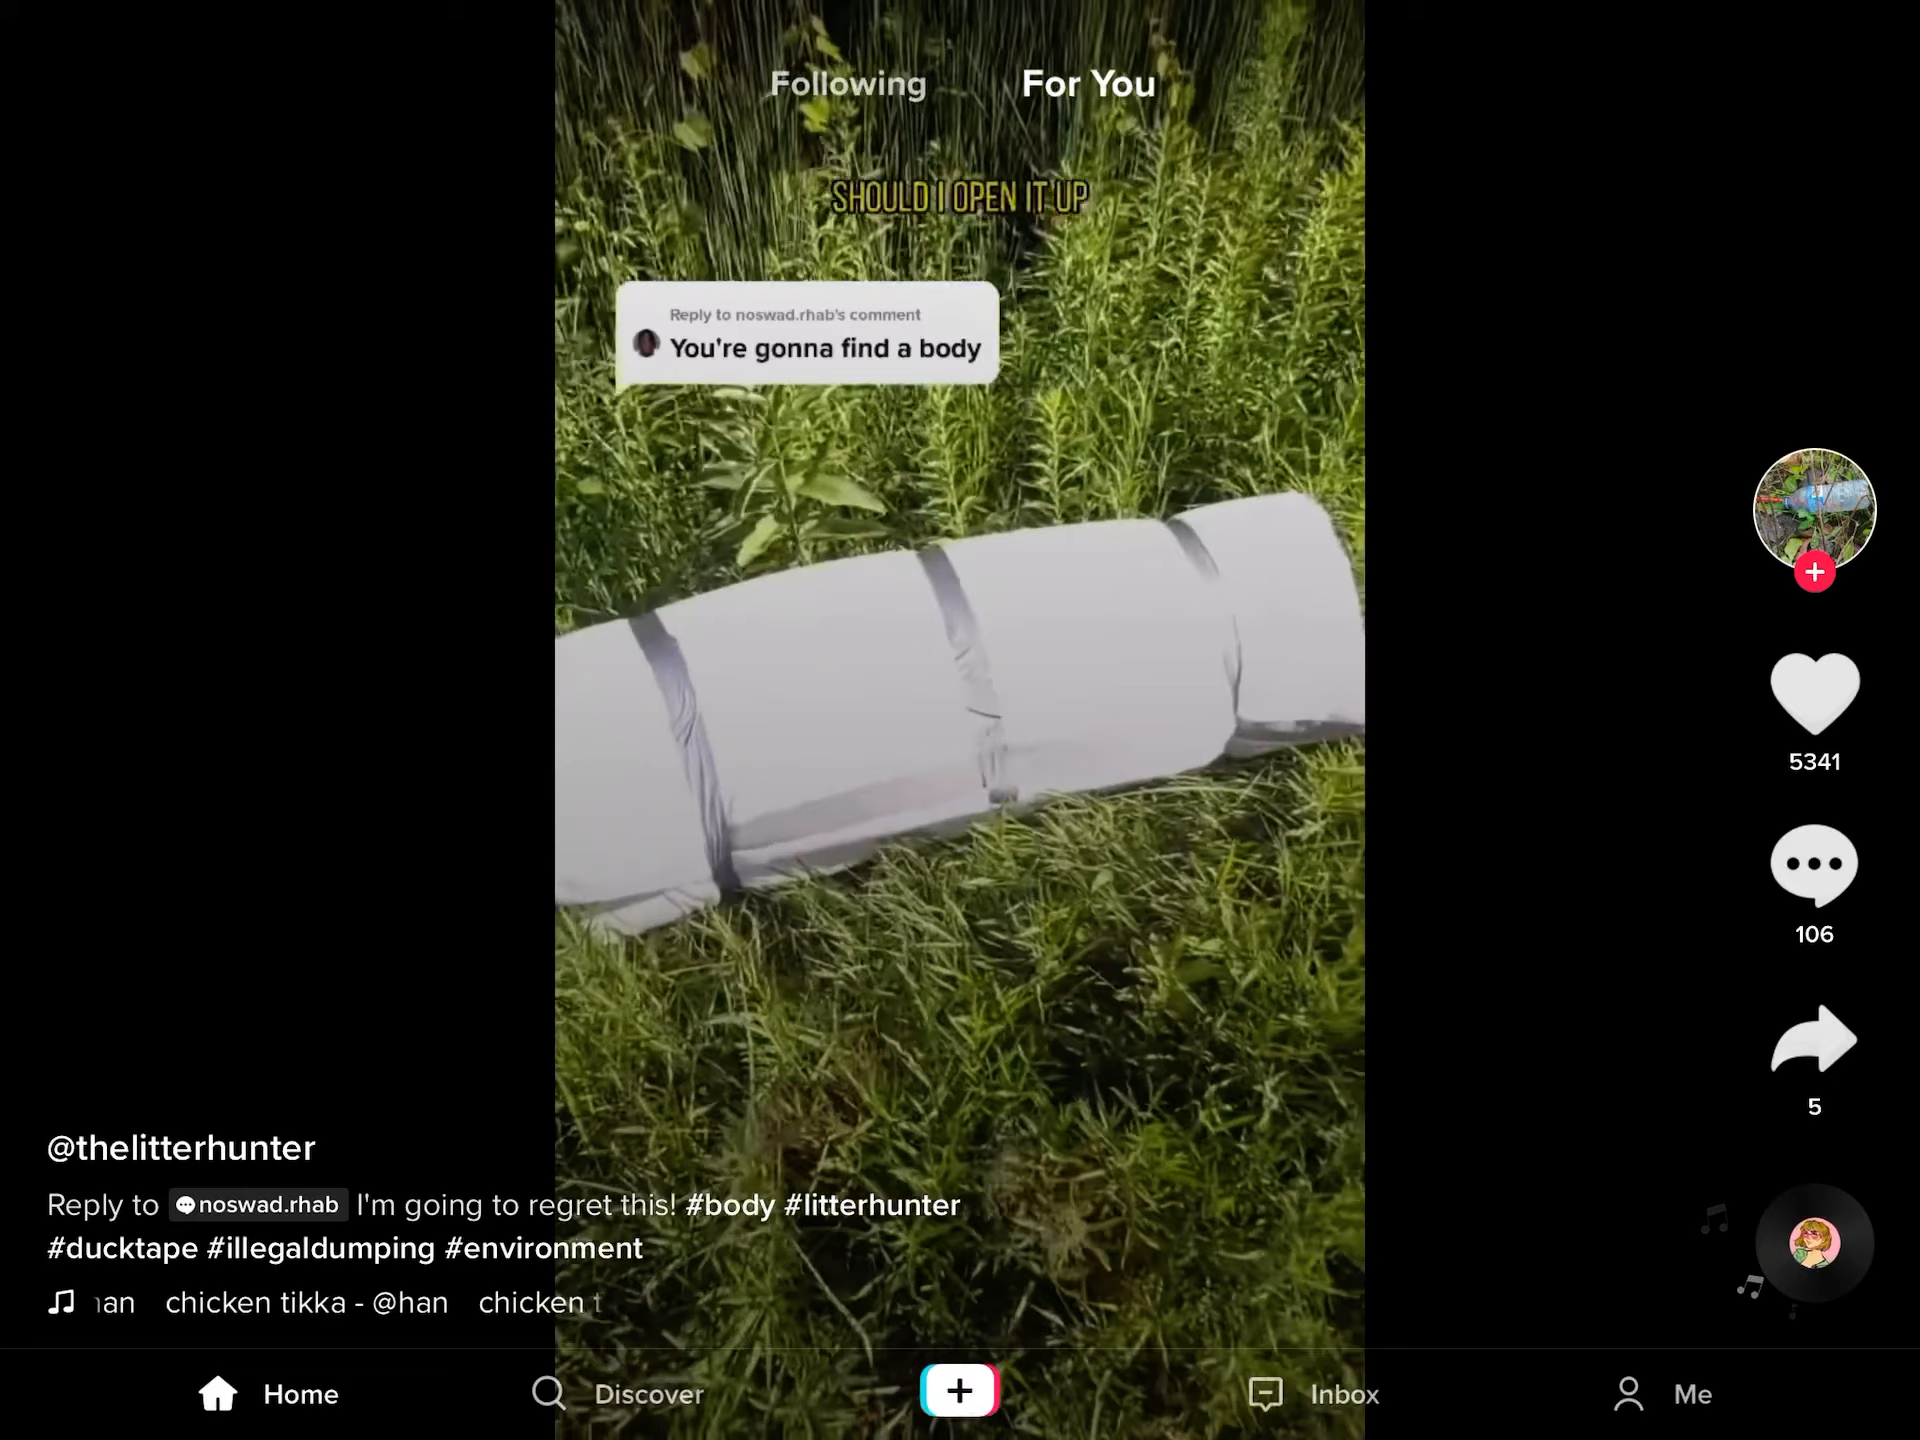 Following For You
SHOULD I OPEN IT UP
Reply to noswad.rhab's comment
You're gonna find a body
5341
106
5
@thelitterhunter
Reply to noswad.rhab I'm going to regret this! #body #litterhunter
#ducktape #illegaldumping #environment
chicken tikka - @han chicken
Home Discover Inbox Me